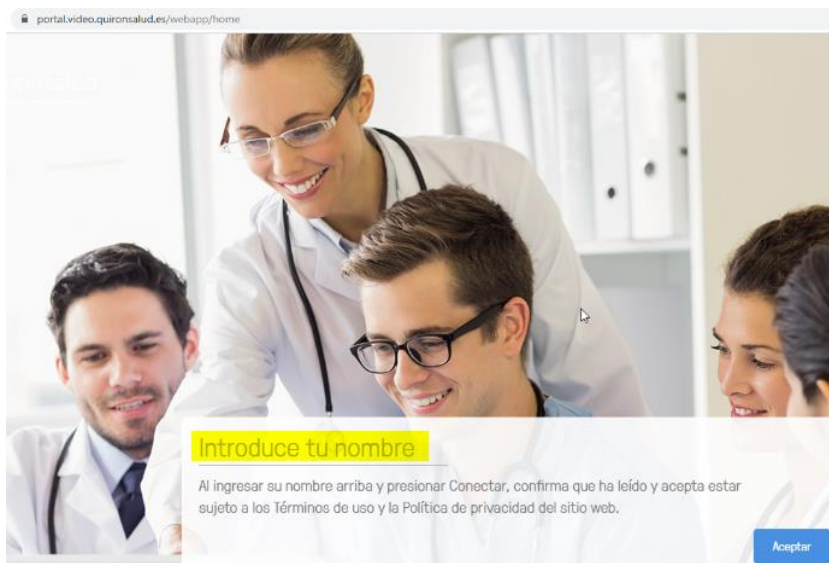 portal.video.quironsalud.es/webapp/home
Introduce tu nombre
Al ingresar su nombre arriba y presionar Conectar, confirma que ha leído y acepta estar
sujeto a los Términos de uso y la Política de privacidad del sitio web.
Aceptar